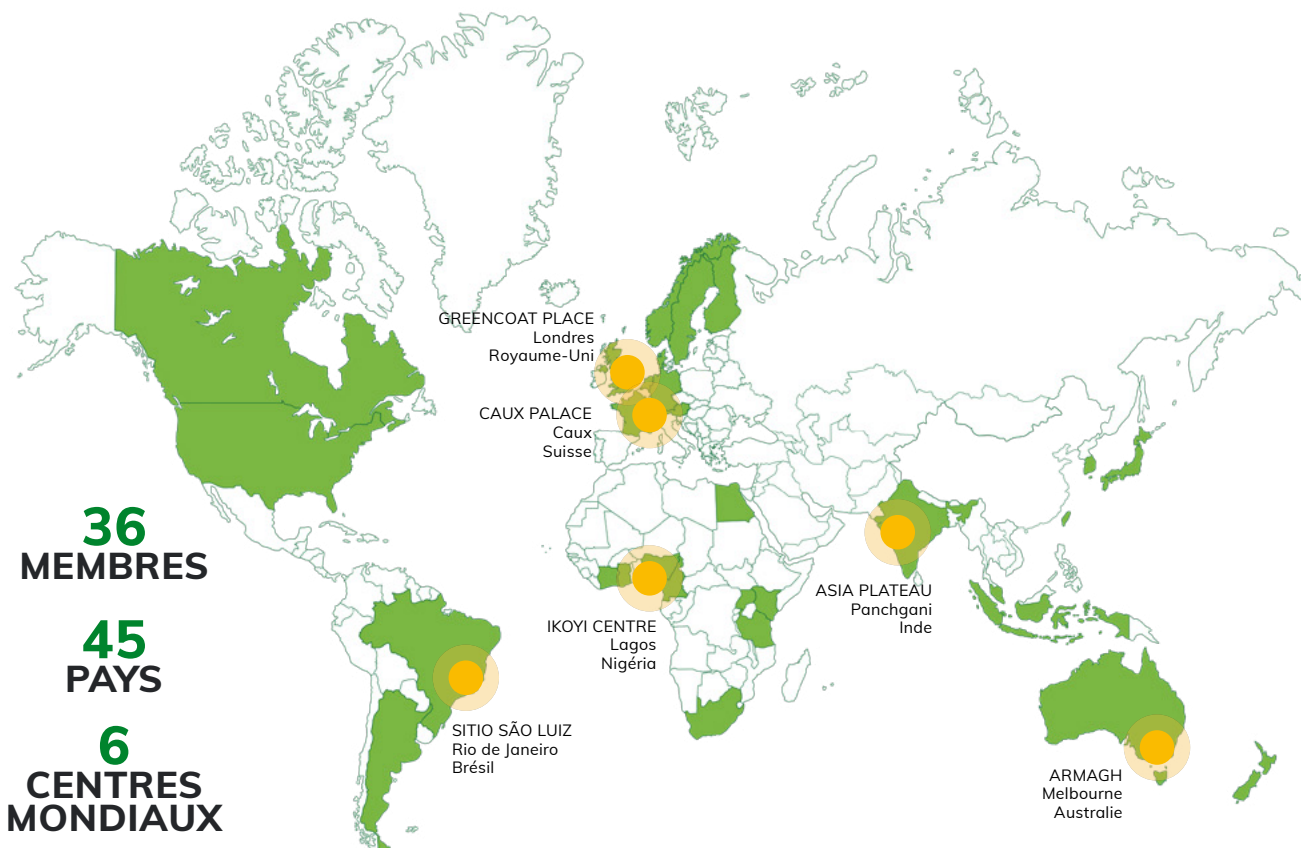 GREENCOAT PLACE
Londres
Royaume-Uni
CAUX PALACE
Caux
Suisse
36
MEMBRES
45
PAYS
6
CENTRES
MONDIAUX
ASIA PLATEAU
Panchgani
Inde
IKOYI CENTRE
Lagos
Nigéria
SITIO SÃO LUIZ
Rio de Janeiro
Brésil
ARMAGH
Melbourne
Australie